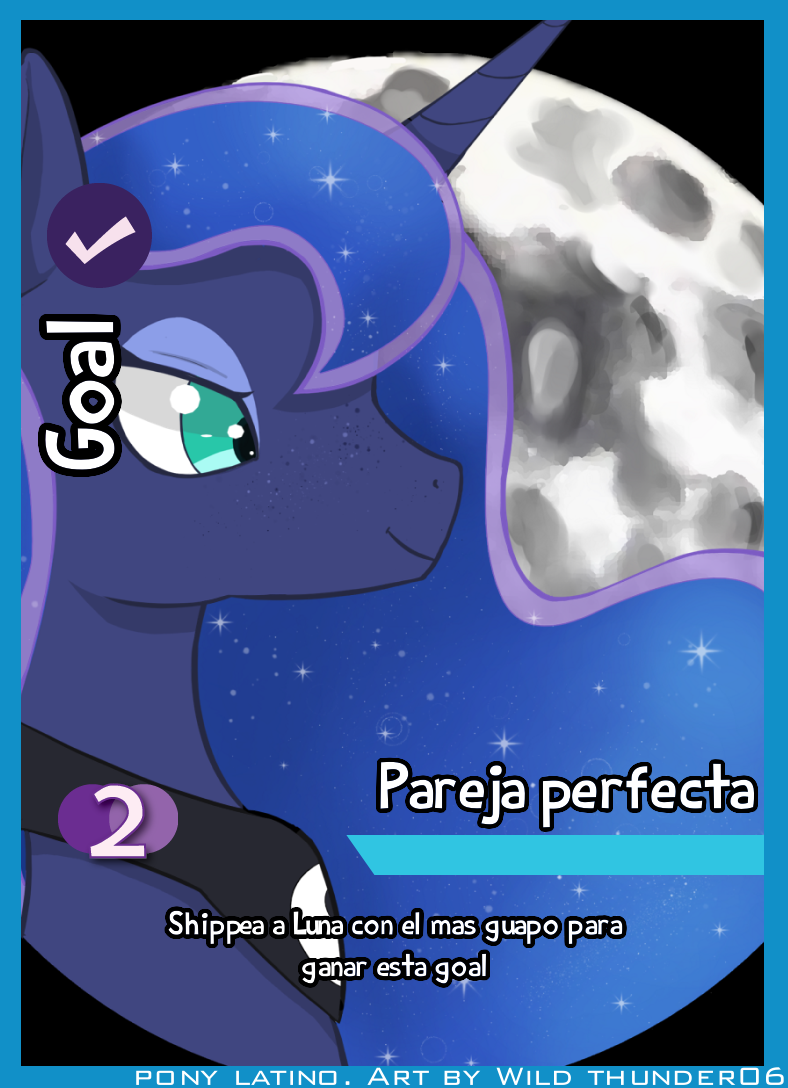 Goal
Pareja perfecta
2
Shippea a Luna con el mas guapo para
ganar esta goal
PONY LATINO. ART BY WILD THUNDER06